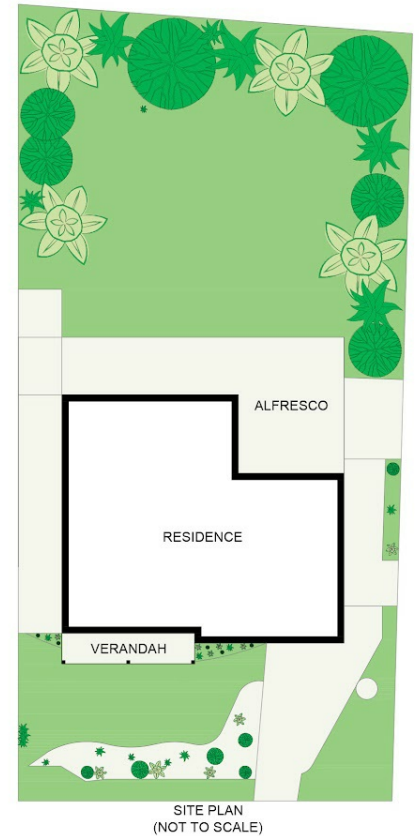 ALFRESCO
RESIDENCE
VERANDAH
SITE PLAN
(NOT TO SCALE)